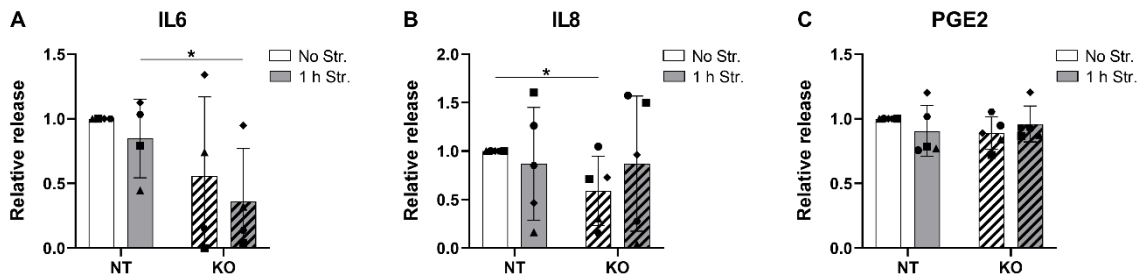 A
IL6
Relative release
1.5
1.0
0.5
0.0
NT
KO
*
No Str.
1 h Str.
B
IL8
Relative release
2.0
1.5
1.0
0.5
0.0
NT
KO
*
No Str.
1 h Str.
C
PGE2
Relative release
1.5
1.0
0.5
0.0
NT
KO
No Str.
1 h Str.